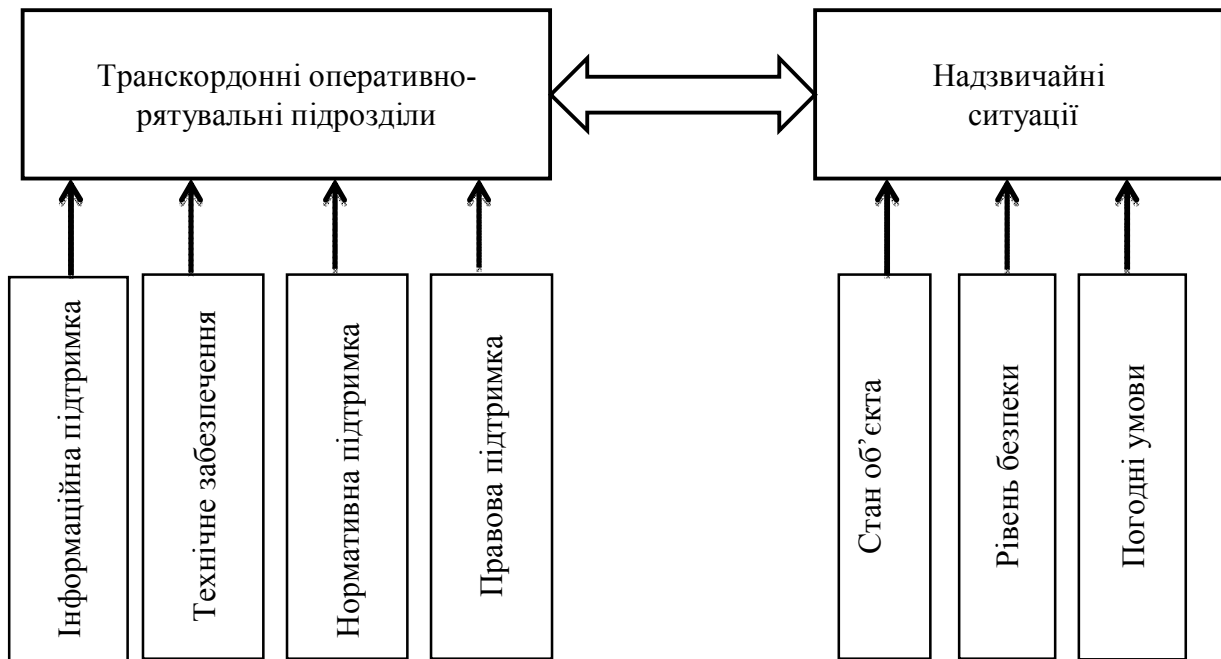 Транскордонні оперативно-
рятувальні підрозділи
Надзвичайні
ситуації
Інформаційна підтримка
Технічне забезпечення
Нормативна підтримка
Правова підтримка
Стан об’єкта
Рівень безпеки
Погодні умови